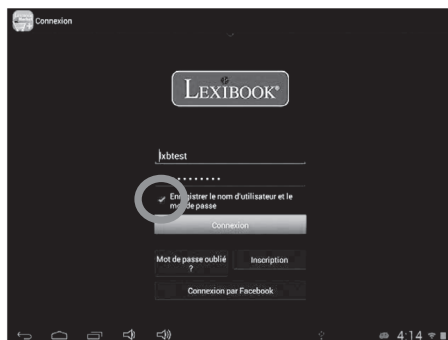 Connexion
LEXIBOOK®
lxbtest
Enregistrer le nom d'utilisateur et le
mot de passe
Connexion
Mot de passe oublié
?
Inscription
Connexion par Facebook
4:14